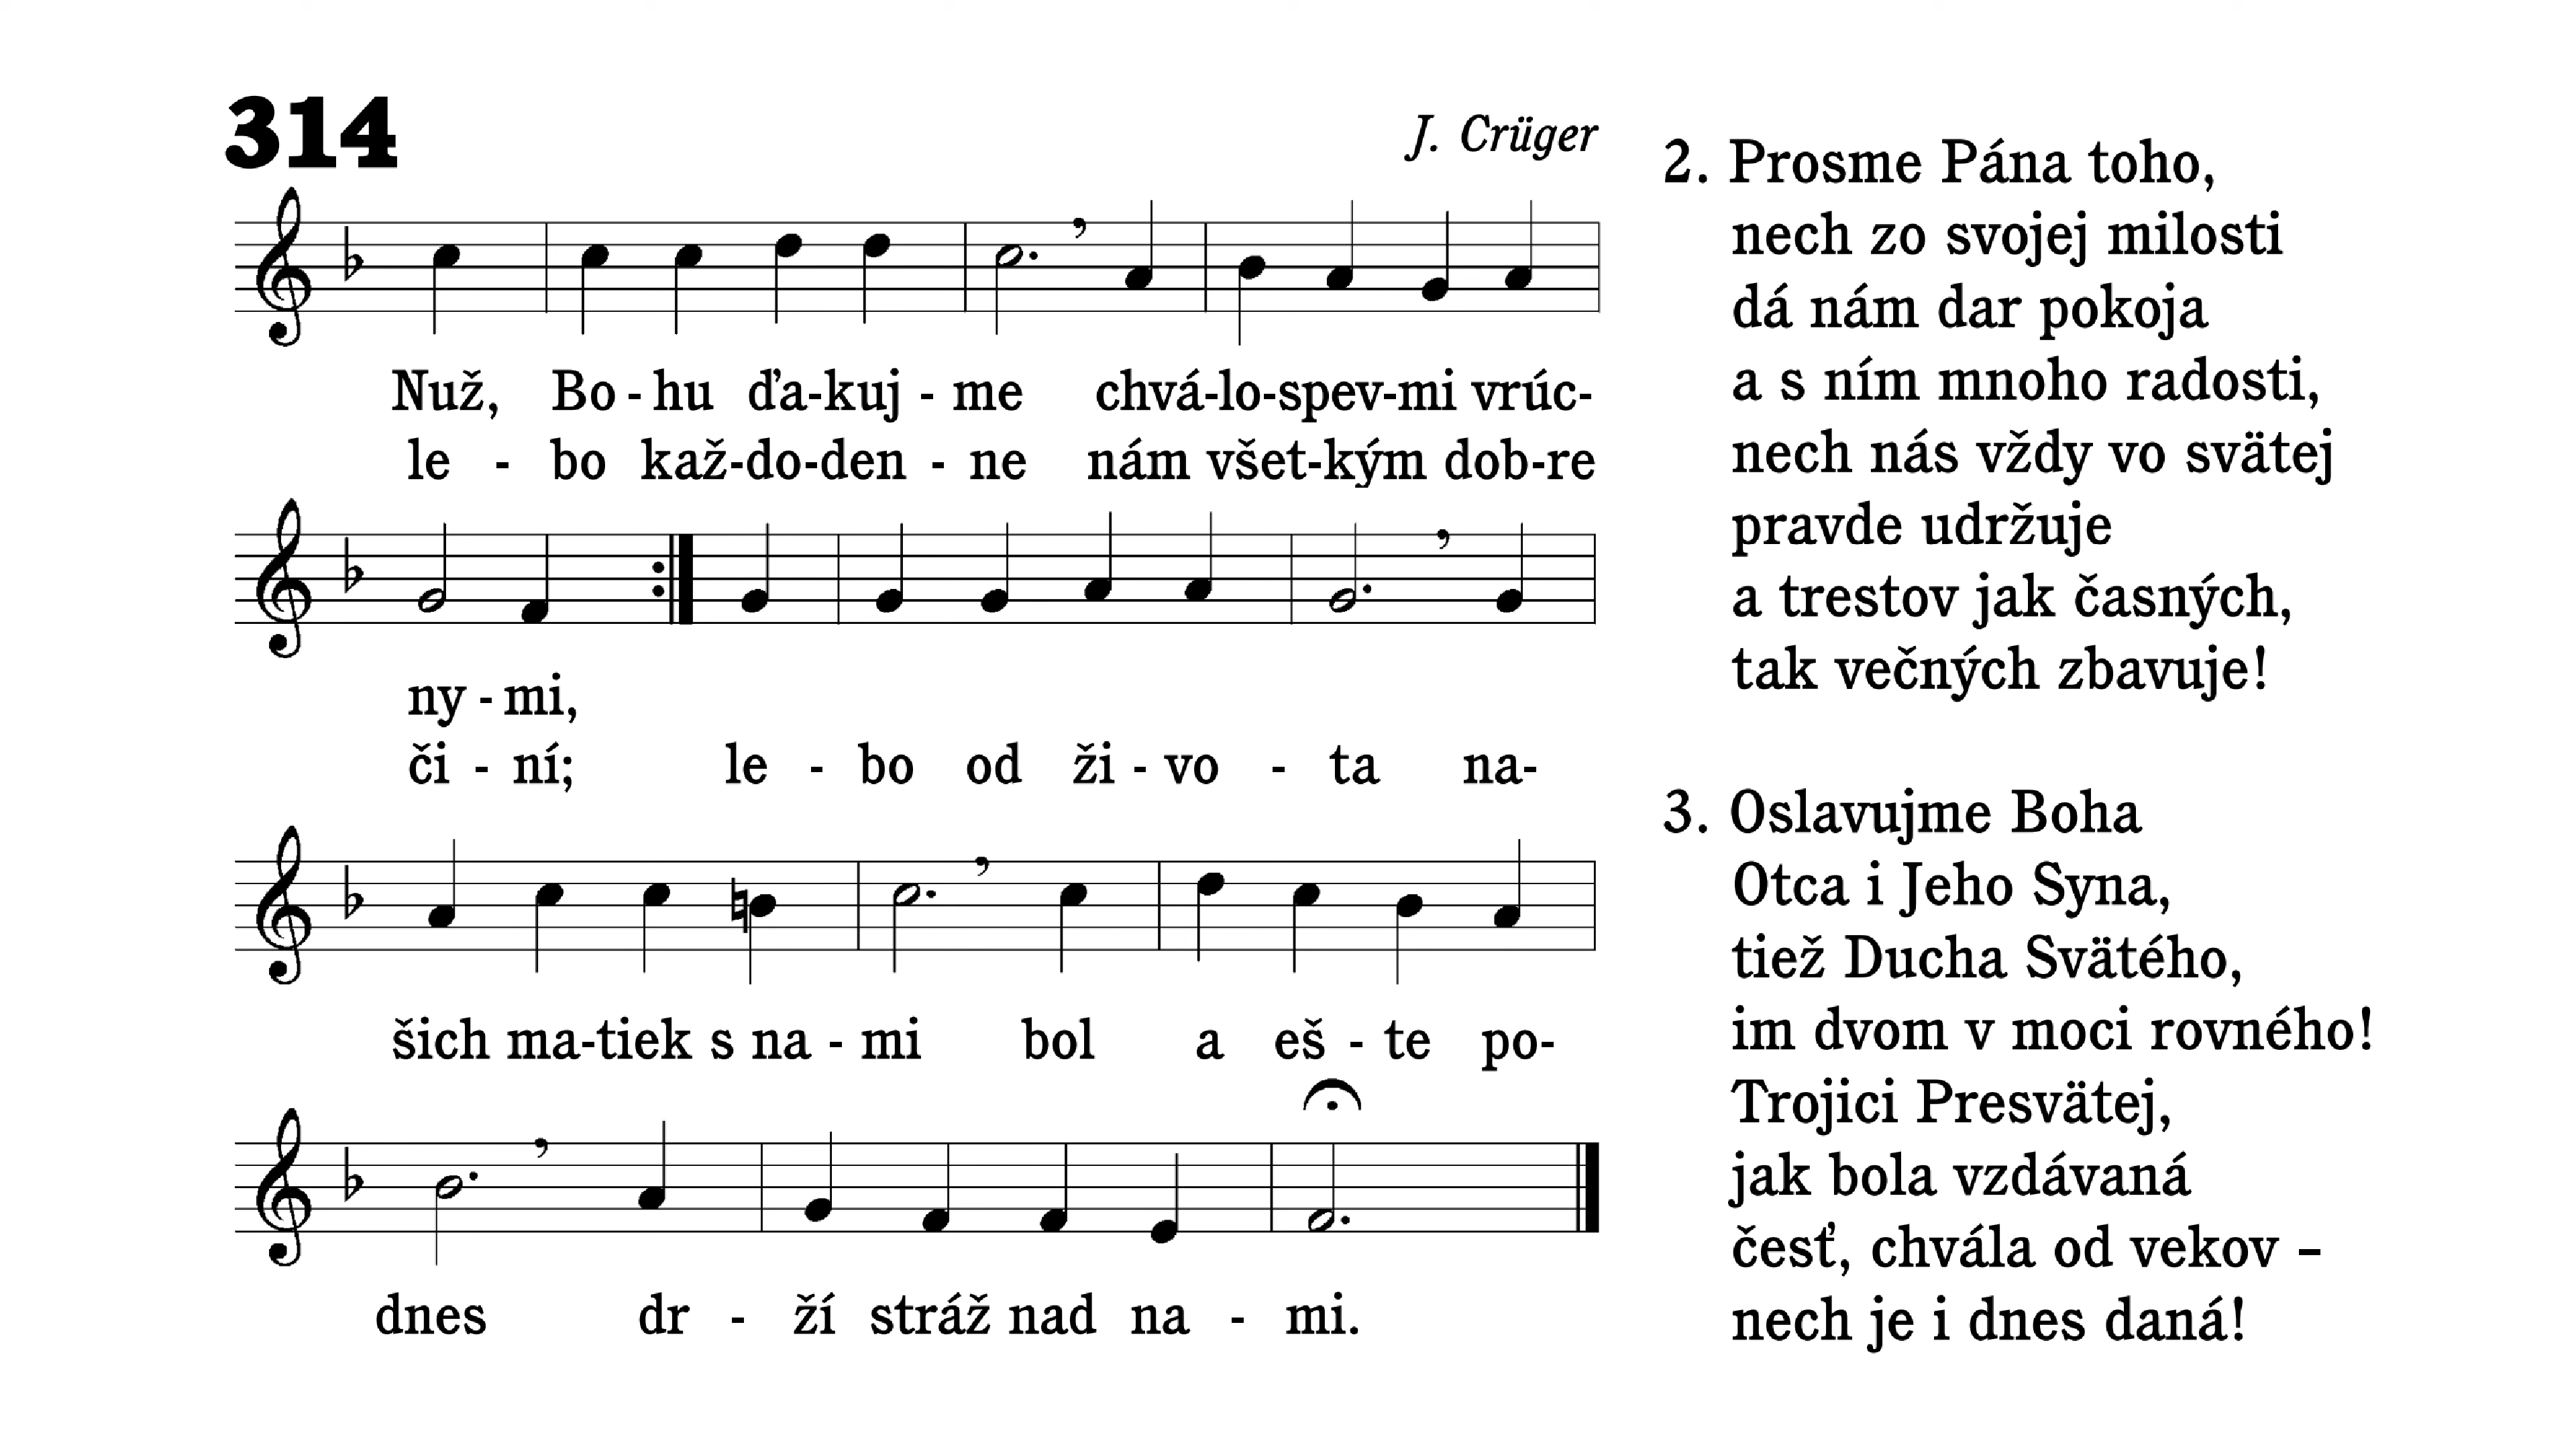 314
J. Crüger
Nuž, Bo - hu ďa-kuj - me chvá-lo-spev-mi vrúc-
le - bo kaž-do-den - ne nám všet-kým dob-re
ny - mi,
či - ní; le - bo od ži - vo - ta na-
šich ma-tiek s na - mi bol a eš - te po-
dnes dr - ží stráž nad na - mi.
2. Prosme Pána toho,
nech zo svojej milosti
dá nám dar pokoja
a s ním mnoho radosti,
nech nás vždy vo svätej
pravde udržuje
a trestov jak časných,
tak večných zbavuje!
3. Oslavujme Boha
Otca i Jeho Syna,
tiež Ducha Svätého,
im dvom v moci rovného!
Trojici Presvätej,
jak bola vzdávaná
česť, chvála od vekov –
nech je i dnes daná!